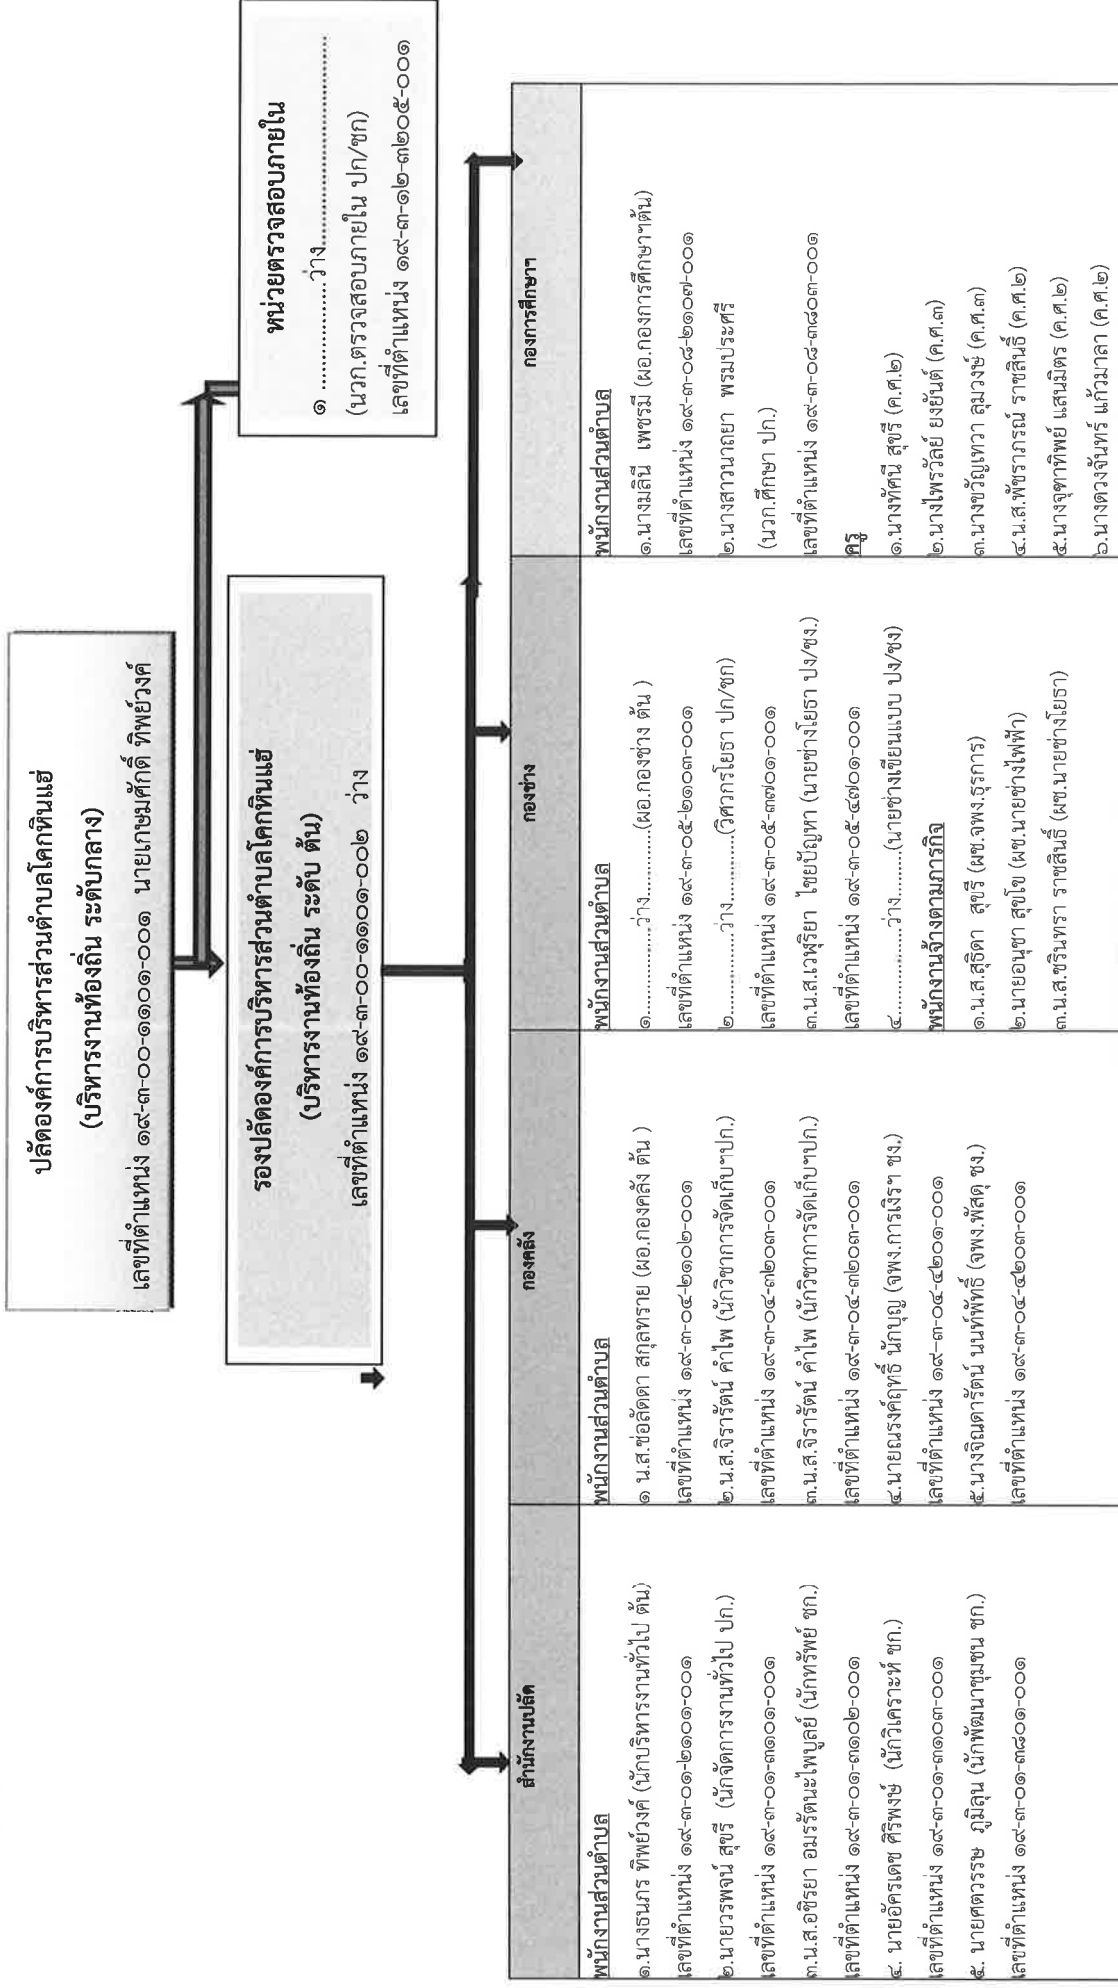 ปลัดองค์การบริหารส่วนตำบลโคกหินแฮ่
(บริหารงานท้องถิ่น ระดับกลาง)
เลขที่ตำแหน่ง ๑๙-๓-๐๐-๑๑๐๑-๐๐๑ นายเกษมศักดิ์ ทิพย์วงศ์
หน่วยตรวจสอบภายใน
๑ ................ว่าง................................
(นวก.ตรวจสอบภายใน ปก/ชก)
เลขที่ตำแหน่ง ๑๙-๓-๑๒-๓๒๐๕-๐๐๑
รองปลัดองค์การบริหารส่วนตำบลโคกหินแฮ่
(บริหารงานท้องถิ่น ระดับ ต้น)
เลขที่ตำแหน่ง ๑๙-๓-๐๐-๑๑๐๑-๐๐๒ ว่าง
สำนักงานปลัด
พนักงานส่วนตำบล
๑.นางธนภร ทิพย์วงศ์ (นักบริหารงานทั่วไป ต้น)
เลขที่ตำแหน่ง ๑๙-๓-๐๑-๒๑๐๑-๐๐๑
๒.นายวรพจน์ สุขรี (นักจัดการงานทั่วไป ปก.)
เลขที่ตำแหน่ง ๑๙-๓-๐๑-๓๑๐๑-๐๐๑
๓.น.ส.อชิรยา อมรรัตนะไพบูลย์ (นักทรัพย์ ชก.)
เลขที่ตำแหน่ง ๑๙-๓-๐๑-๓๑๐๒-๐๐๑
๔. นายอัครเดช ศิริพงษ์ (นักวิเคราะห์ ชก.)
เลขที่ตำแหน่ง ๑๙-๓-๐๑-๓๑๐๓-๐๐๑
๕. นายศตวรรษ ภูมิลุน (นักพัฒนาชุมชน ชก.)
เลขที่ตำแหน่ง ๑๙-๓-๐๑-๓๘๐๑-๐๐๑
กองคลัง
พนักงานส่วนตำบล
๑ น.ส.ช่อลัดดา สกุลทราย (ผอ.กองคลัง ต้น )
เลขที่ตำแหน่ง ๑๙-๓-๐๔-๒๑๐๒-๐๐๑
๒.น.ส.จิรารัตน์ คำไพ (นักวิชาการจัดเก็บฯปก.)
เลขที่ตำแหน่ง ๑๙-๓-๐๔-๓๒๐๓-๐๐๑
๓.น.ส.จิรารัตน์ คำไพ (นักวิชาการจัดเก็บฯปก.)
เลขที่ตำแหน่ง ๑๙-๓-๐๔-๓๒๐๓-๐๐๑
๔.นายณรงค์ฤทธิ์ นักบุญ (จพง.การเงิรฯ ชง.)
เลขที่ตำแหน่ง ๑๙-๓-๐๔-๔๒๐๑-๐๐๑
๕.นางจิณดารัตน์ นนท์พัทธิ์ (จพง.พัสดุ ชง.)
เลขที่ตำแหน่ง ๑๙-๓-๐๔-๔๒๐๓-๐๐๑
กองช่าง
พนักงานส่วนตำบล
๑................ว่าง............(ผอ.กองช่าง ต้น )
เลขที่ตำแหน่ง ๑๙-๓-๐๕-๒๑๐๓-๐๐๑
๒..........ว่าง............(วิศวกรโยธา ปก/ชก)
เลขที่ตำแหน่ง ๑๙-๓-๐๕-๓๗๐๑-๐๐๑
๓.น.ส.เวฬุริยา ไชยปัญหา (นายช่างโยธา ปง/ชง.)
เลขที่ตำแหน่ง ๑๙-๓-๐๕-๔๗๐๑-๐๐๑
๔................ว่าง..........(นายช่างเขียนแบบ ปง/ชง)
พนักงานจ้างตามภารกิจ
๑.น.ส.สุธิดา สุขรี (ผช.จพง.ธุรการ)
๒.นายอนุชา สุขโข (ผช.นายช่างไฟฟ้า)
๓.น.ส.ชรินทรา ราชสินธิ์ (ผช.นายช่างโยธา)
กองการศึกษาฯ
พนักงานส่วนตำบล
๑.นางมลินี เพชรมี (ผอ.กองการศึกษาฯต้น)
เลขที่ตำแหน่ง ๑๙-๓-๐๘-๒๑๐๗-๐๐๑
๒.นางสาวนาถยา พรมประศรี
(นวก.ศึกษา ปก.)
เลขที่ตำแหน่ง ๑๙-๓-๐๘-๓๘๐๓-๐๐๑
ครู
๑.นางทัศนี สุขรี (ค.ศ.๒)
๒.นางไพรวัลย์ ยงยันต์ (ค.ศ.๓)
๓.นางขวัญเทวา ลุมวงษ์ (ค.ศ.๓)
๔.น.ส.พัชราภรณ์ ราชสินธิ์ (ค.ศ.๒)
๕.นางจุฑาทิพย์ แสนมิตร (ค.ศ.๒)
๖.นางดวงจันทร์ แก้วมาลา (ค.ศ.๒)